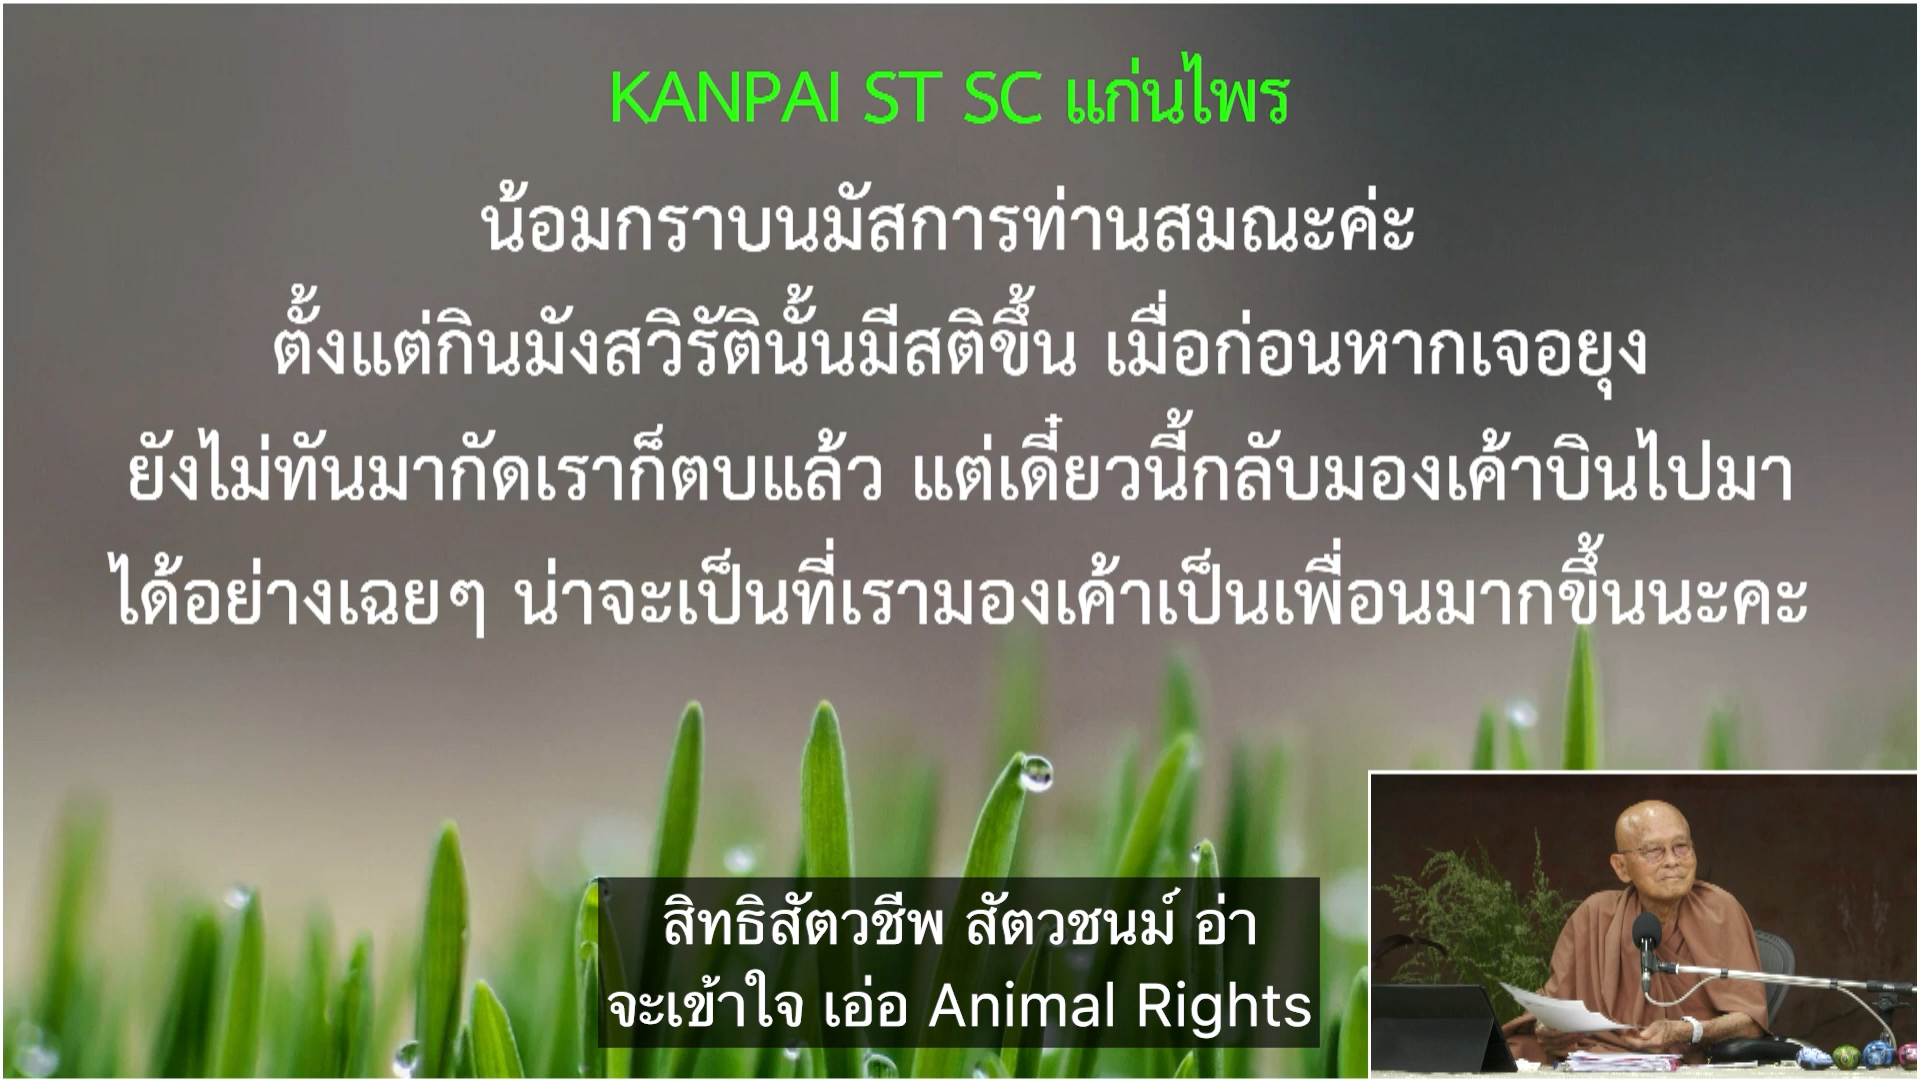 KANPAI ST SC แก่นไพร
น้อมกราบนมัสการท่านสมณะค่ะ
ตั้งแต่กินมังสวิรัตินั้นมีสติขึ้น เมื่อก่อนหากเจอยุง
ยังไม่ทันมากัดเราก็ตบแล้ว แต่เดี๋ยวนี้กลับมองเค้าบินไปมา
ได้อย่างเฉยๆ น่าจะเป็นที่เรามองเค้าเป็นเพื่อนมากขึ้นนะคะ
สิทธิสัตวชีพ สัตวชนม์ อ่า
จะเข้าใจ เอ่อ Animal Rights